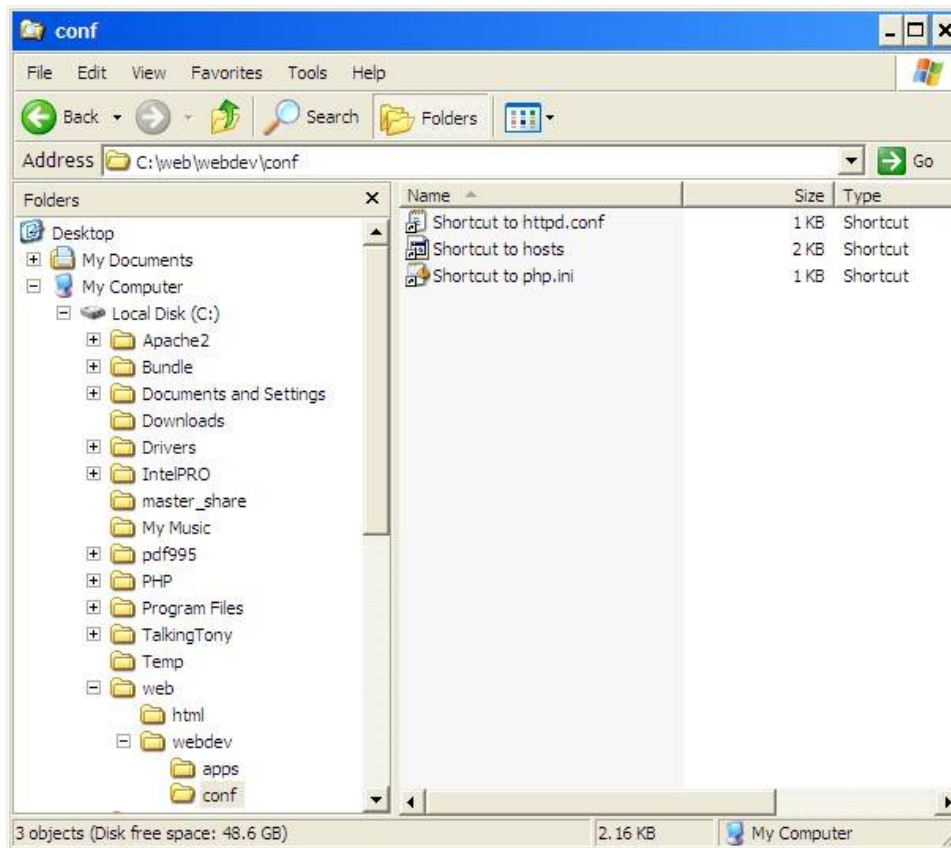 conf
File Edit View Favorites Tools Help
Back Search Folders
Address C:\web\webdev\conf Go
Folders
Name Size Type
Shortcut to httpd.conf 1 KB Shortcut
Shortcut to hosts 2 KB Shortcut
Shortcut to php.ini 1 KB Shortcut
Desktop
My Documents
My Computer
Local Disk (C:)
Apache2
Bundle
Documents and Settings
Downloads
Drivers
IntelPRO
master_share
My Music
pdf995
PHP
Program Files
TalkingTony
Temp
web
html
webdev
apps
conf
3 objects (Disk free space: 48.6 GB) 2.16 KB My Computer